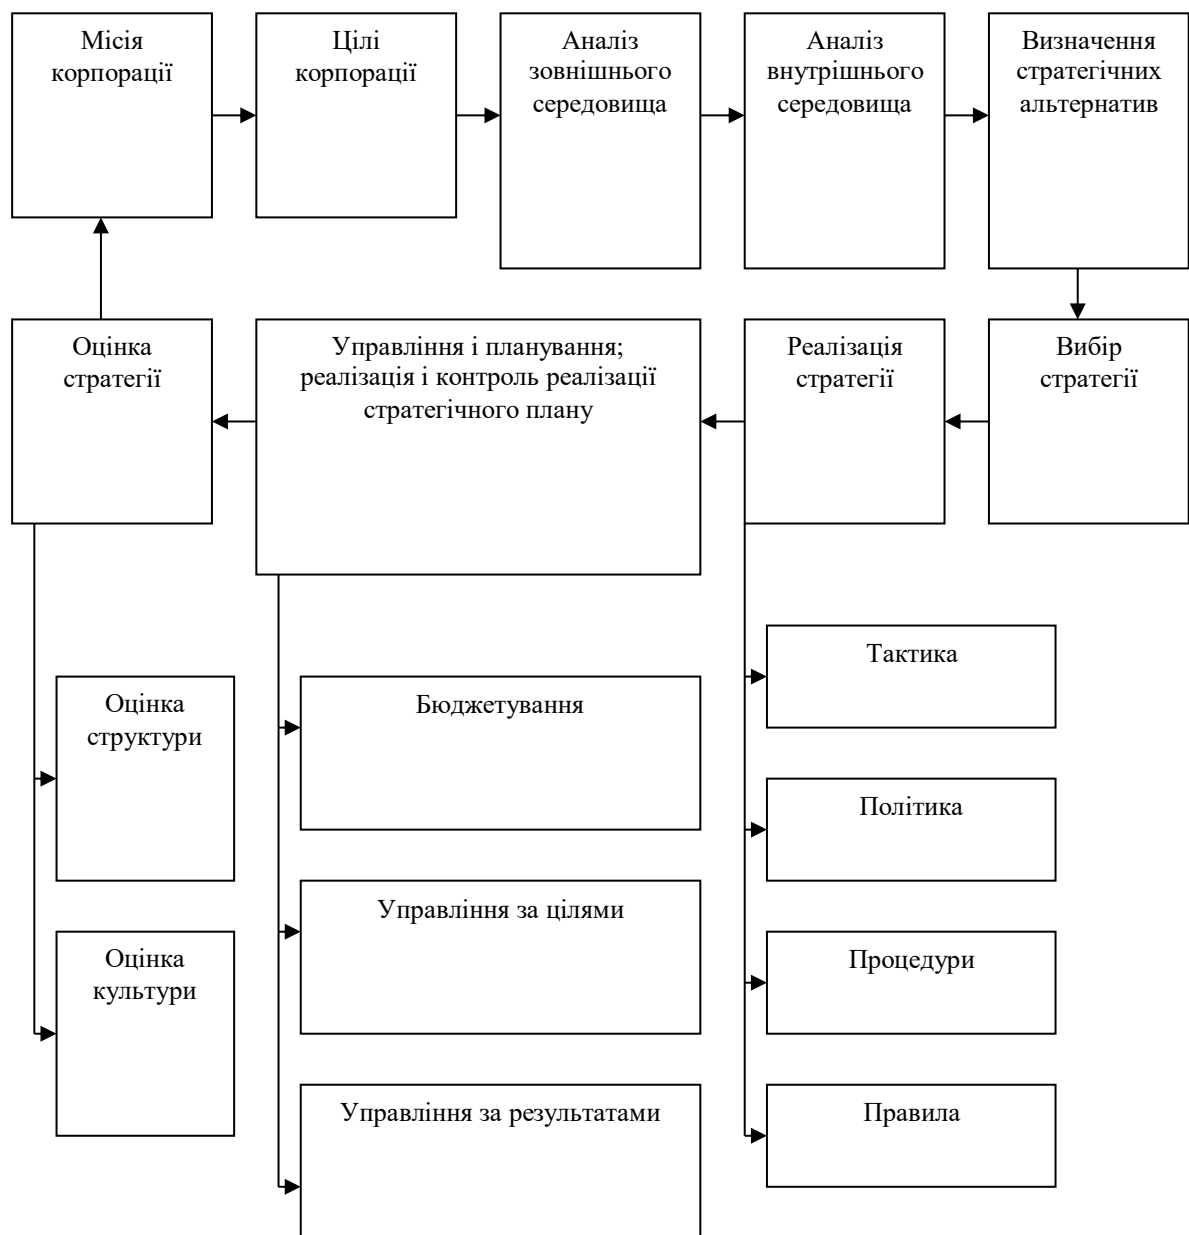 Місія
корпорації
Цілі
корпорації
Аналіз
зовнішнього
середовища
Аналіз
внутрішнього
середовища
Визначення
стратегічних
альтернатив
Оцінка
стратегії
Управління і планування;
реалізація і контроль реалізації
стратегічного плану
Реалізація
стратегії
Вибір
стратегії
Оцінка
структури
Оцінка
культури
Бюджетування
Управління за цілями
Управління за результатами
Тактика
Політика
Процедури
Правила